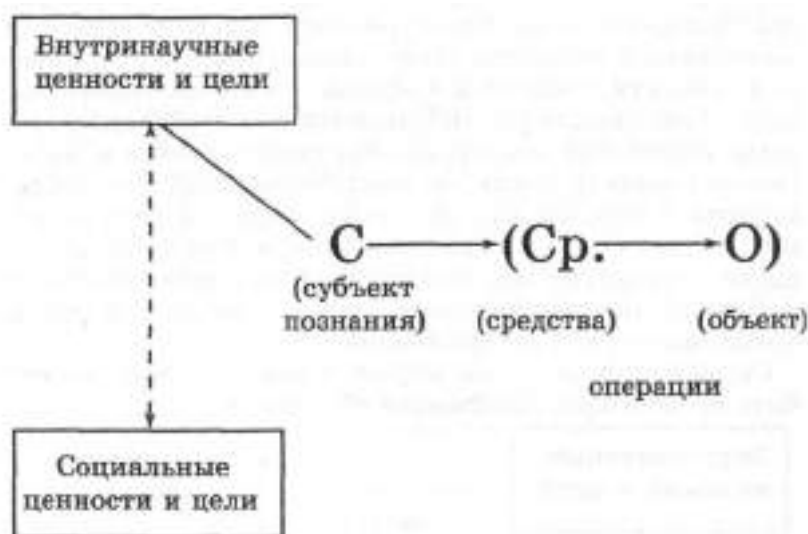 Внутринаучные
ценности и цели
С → (Ср. → О)
(субъект
познания) (средства) (объект)
операции
Социальные
ценности и цели